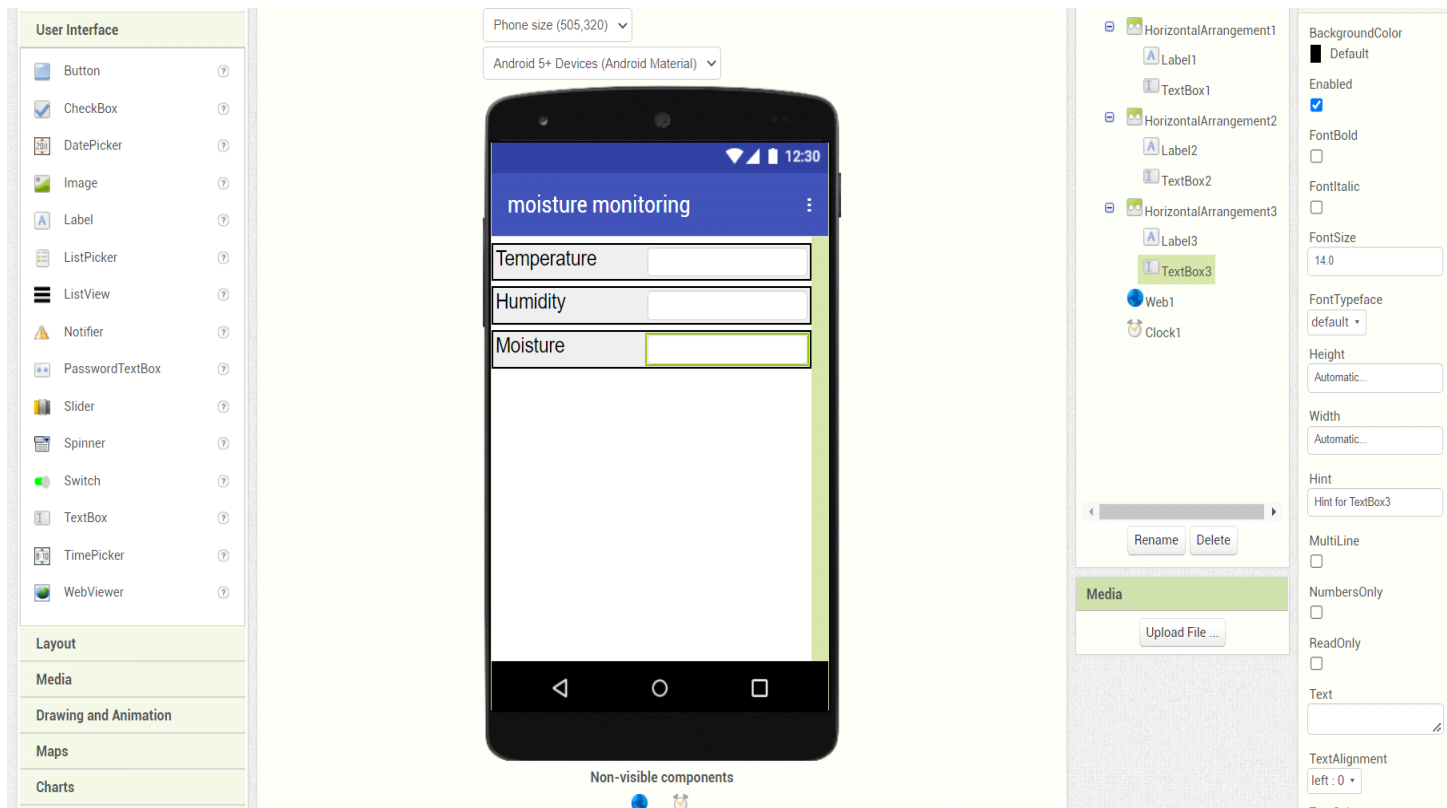 User Interface
Button
CheckBox
DatePicker
Image
Label
ListPicker
ListView
Notifier
PasswordTextBox
Slider
Spinner
Switch
TextBox
TimePicker
WebViewer
Layout
Media
Drawing and Animation
Maps
Charts
Phone size (505,320)
Android 5+ Devices (Android Material)
12:30
moisture monitoring
Temperature
Humidity
Moisture
Non-visible components
HorizontalArrangement1
Label1
TextBox1
HorizontalArrangement2
Label2
TextBox2
HorizontalArrangement3
Label3
TextBox3
Web1
Clock1
Rename Delete
Media
Upload File ...
BackgroundColor
Default
Enabled
FontBold
FontItalic
FontSize
14.0
FontTypeface
default
Height
Automatic...
Width
Automatic...
Hint
Hint for TextBox3
MultiLine
NumbersOnly
ReadOnly
Text
TextAlignment
left : 0